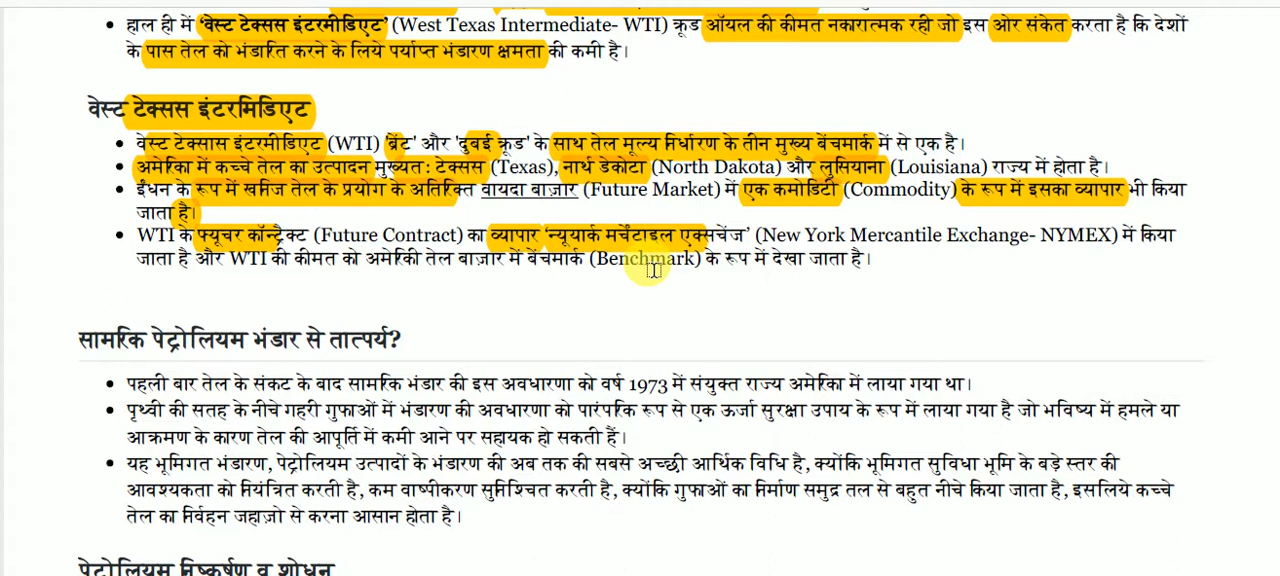 हाल ही में ‘वेस्ट टेक्सस इंटरमीडिएट’ (West Texas Intermediate- WTI) क्रूड ऑयल की कीमत नकारात्मक रही जो इस ओर संकेत करता है कि देशों
के पास तेल को भंडारित करने के लिये पर्याप्त भंडारण क्षमता की कमी है।
वेस्ट टेक्सस इंटरमिडिएट
वेस्ट टेक्सास इंटरमीडिएट (WTI) 'ब्रेंट' और 'दुबई क्रूड' के साथ तेल मूल्य निर्धारण के तीन मुख्य बेंचमार्क में से एक है।
अमेरिका में कच्चे तेल का उत्पादन मुख्यतः टेक्सस (Texas), नार्थ डेकोटा (North Dakota) और लुसियाना (Louisiana) राज्य में होता है।
ईंधन के रूप में खनिज तेल के प्रयोग के अतिरिक्त वायदा बाज़ार (Future Market) में एक कमोडिटी (Commodity) के रूप में इसका व्यापार भी किया
जाता है।
WTI के फ्यूचर कॉन्ट्रैक्ट (Future Contract) का व्यापार ‘न्यूयार्क मर्चेंटाइल एक्सचेंज’ (New York Mercantile Exchange- NYMEX) में किया
जाता है और WTI की कीमत को अमेरिकी तेल बाज़ार में बेंचमार्क (Benchmark) के रूप में देखा जाता है।
सामरिक पेट्रोलियम भंडार से तात्पर्य?
पहली बार तेल के संकट के बाद सामरिक भंडार की इस अवधारणा को वर्ष 1973 में संयुक्त राज्य अमेरिका में लाया गया था।
पृथ्वी की सतह के नीचे गहरी गुफाओं में भंडारण की अवधारणा को पारंपरिक रूप से एक ऊर्जा सुरक्षा उपाय के रूप में लाया गया है जो भविष्य में हमले या
आक्रमण के कारण तेल की आपूर्ति में कमी आने पर सहायक हो सकती हैं।
यह भूमिगत भंडारण, पेट्रोलियम उत्पादों के भंडारण की अब तक की सबसे अच्छी आर्थिक विधि है, क्योंकि भूमिगत सुविधा भूमि के बड़े स्तर की
आवश्यकता को नियंत्रित करती है, कम वाष्पीकरण सुनिश्चित करती है, क्योंकि गुफाओं का निर्माण समुद्र तल से बहुत नीचे किया जाता है, इसलिये कच्चे
तेल का निर्वहन जहाज़ो से करना आसान होता है।
पेट्रोलियम निष्कर्षण व शोधन